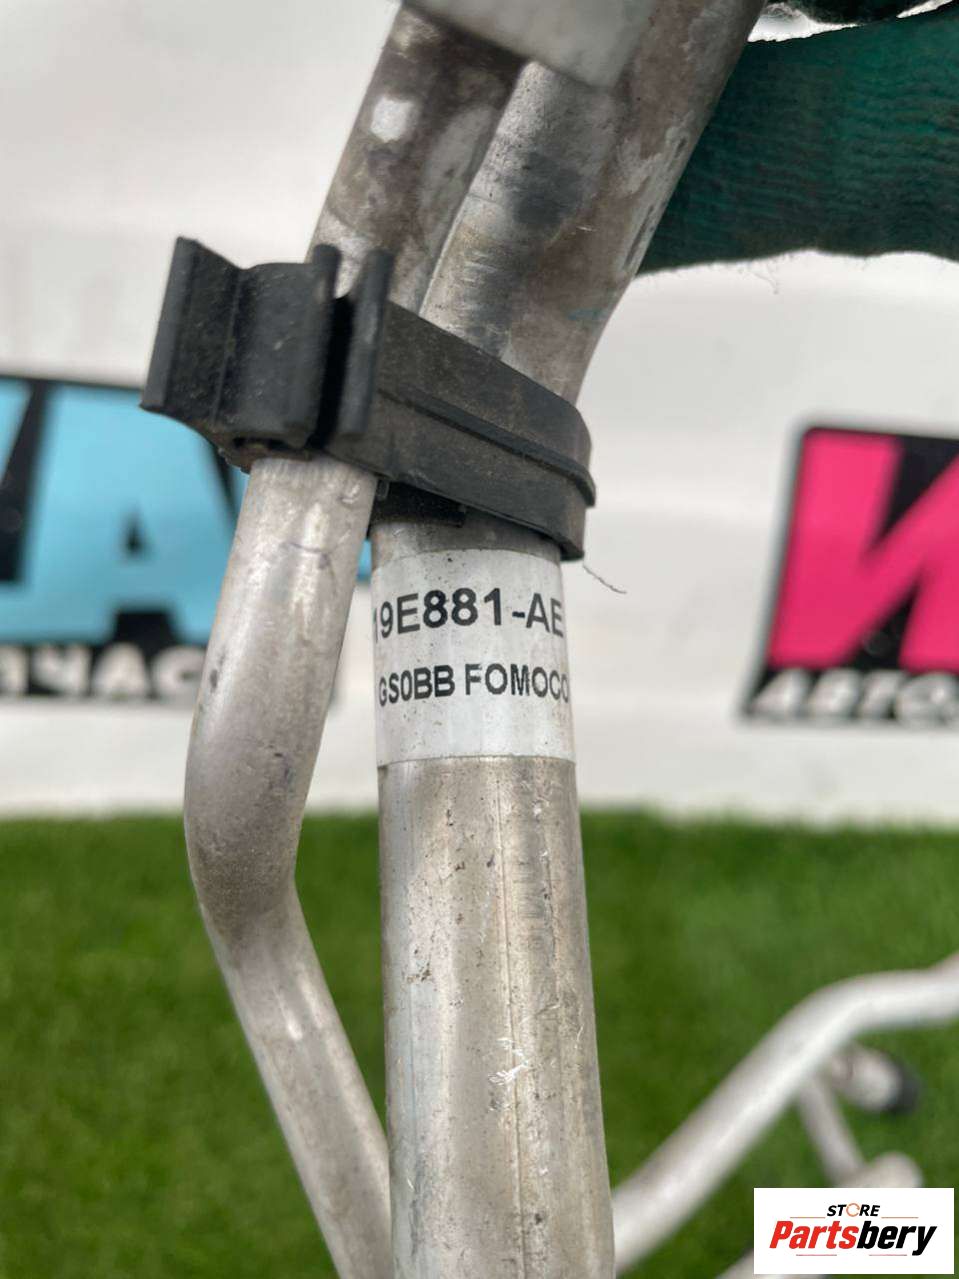 19E881-AE
GS0BB FOMOCO
STORE
Partsbery